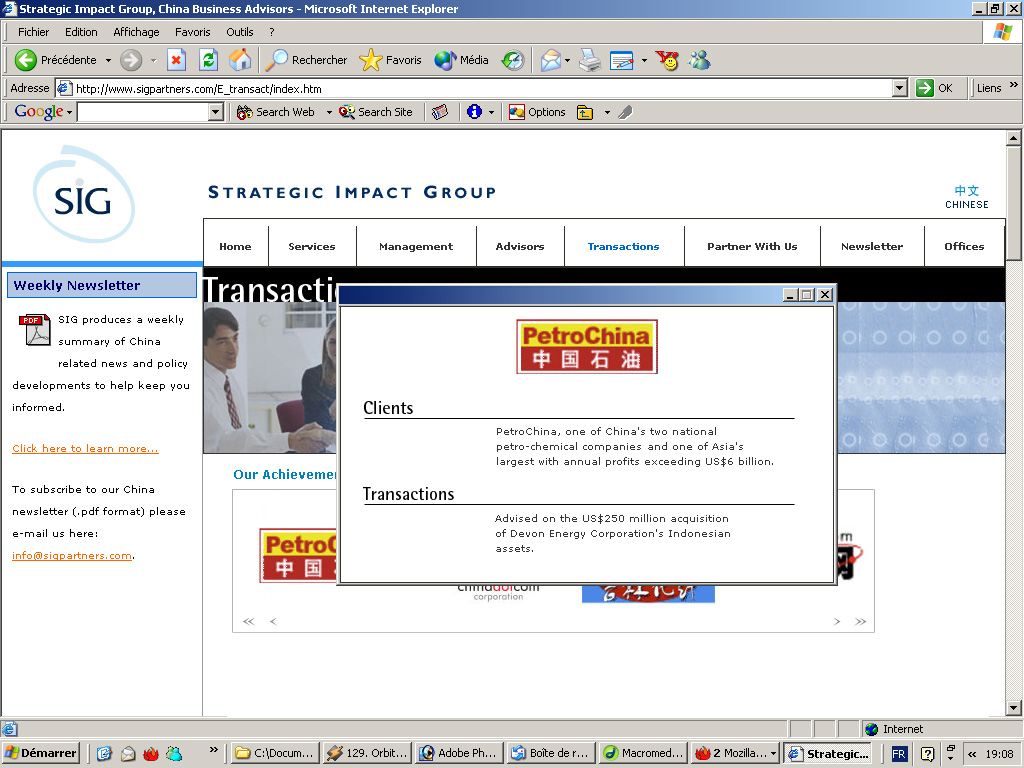 Strategic Impact Group, China Business Advisors - Microsoft Internet Explorer
Fichier Edition Affichage Favoris Outils ?
Précédente Rechercher Favoris Média
Adresse http://www.sigpartners.com/E_transact/index.htm OK Liens »
Google Search Web Search Site Options
SIG
STRATEGIC IMPACT GROUP
中文
CHINESE
Home Services Management Advisors Transactions Partner With Us Newsletter Offices
Weekly Newsletter
PDF
SIG produces a weekly
summary of China
related news and policy
developments to help keep you
informed.
Click here to learn more...
To subscribe to our China
newsletter (.pdf format) please
e-mail us here:
info@sigpartners.com.
Transacti
PetroChina
中国石油
Clients
PetroChina, one of China's two national
petro-chemical companies and one of Asia's
largest with annual profits exceeding US$6 billion.
Transactions
Advised on the US$250 million acquisition
of Devon Energy Corporation's Indonesian
assets.
Our Achievemen
PetroC
中国
chinadotcom
corporation
m
<< < > >>
Internet
Démarrer » C:\Docum... 129. Orbit... Adobe Ph... Boîte de r... Macromed... 2 Mozilla... Strategic... FR « 19:08